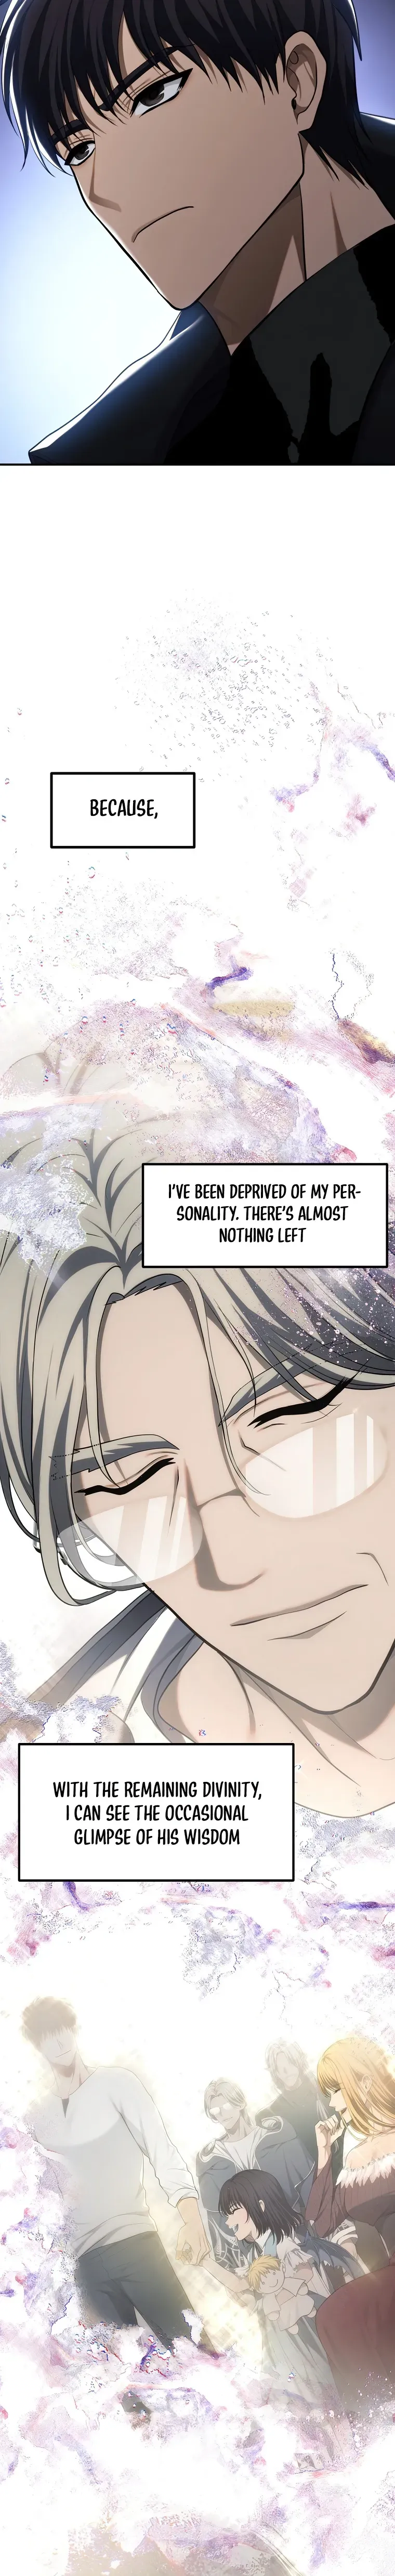 BECAUSE,
I'VE BEEN DEPRIVED OF MY PER-
SONALITY. THERE'S ALMOST
NOTHING LEFT
WITH THE REMAINING DIVINITY,
I CAN SEE THE OCCASIONAL
GLIMPSE OF HIS WISDOM